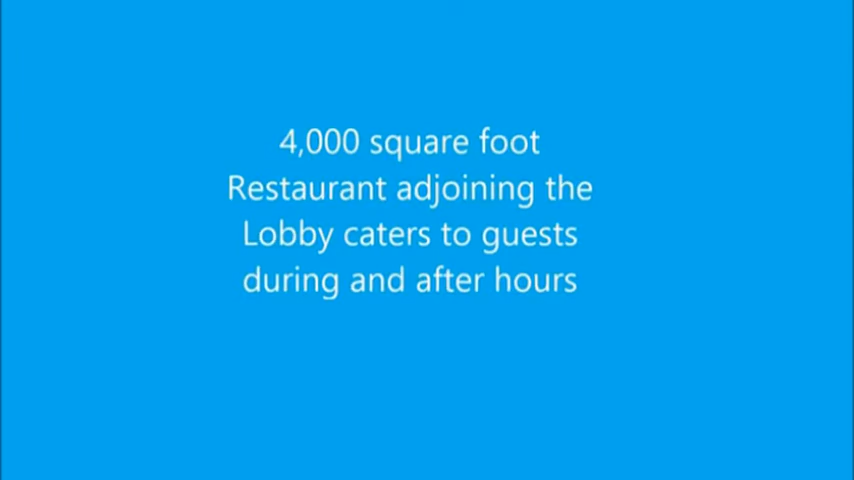 4,000 square foot
Restaurant adjoining the
Lobby caters to guests
during and after hours